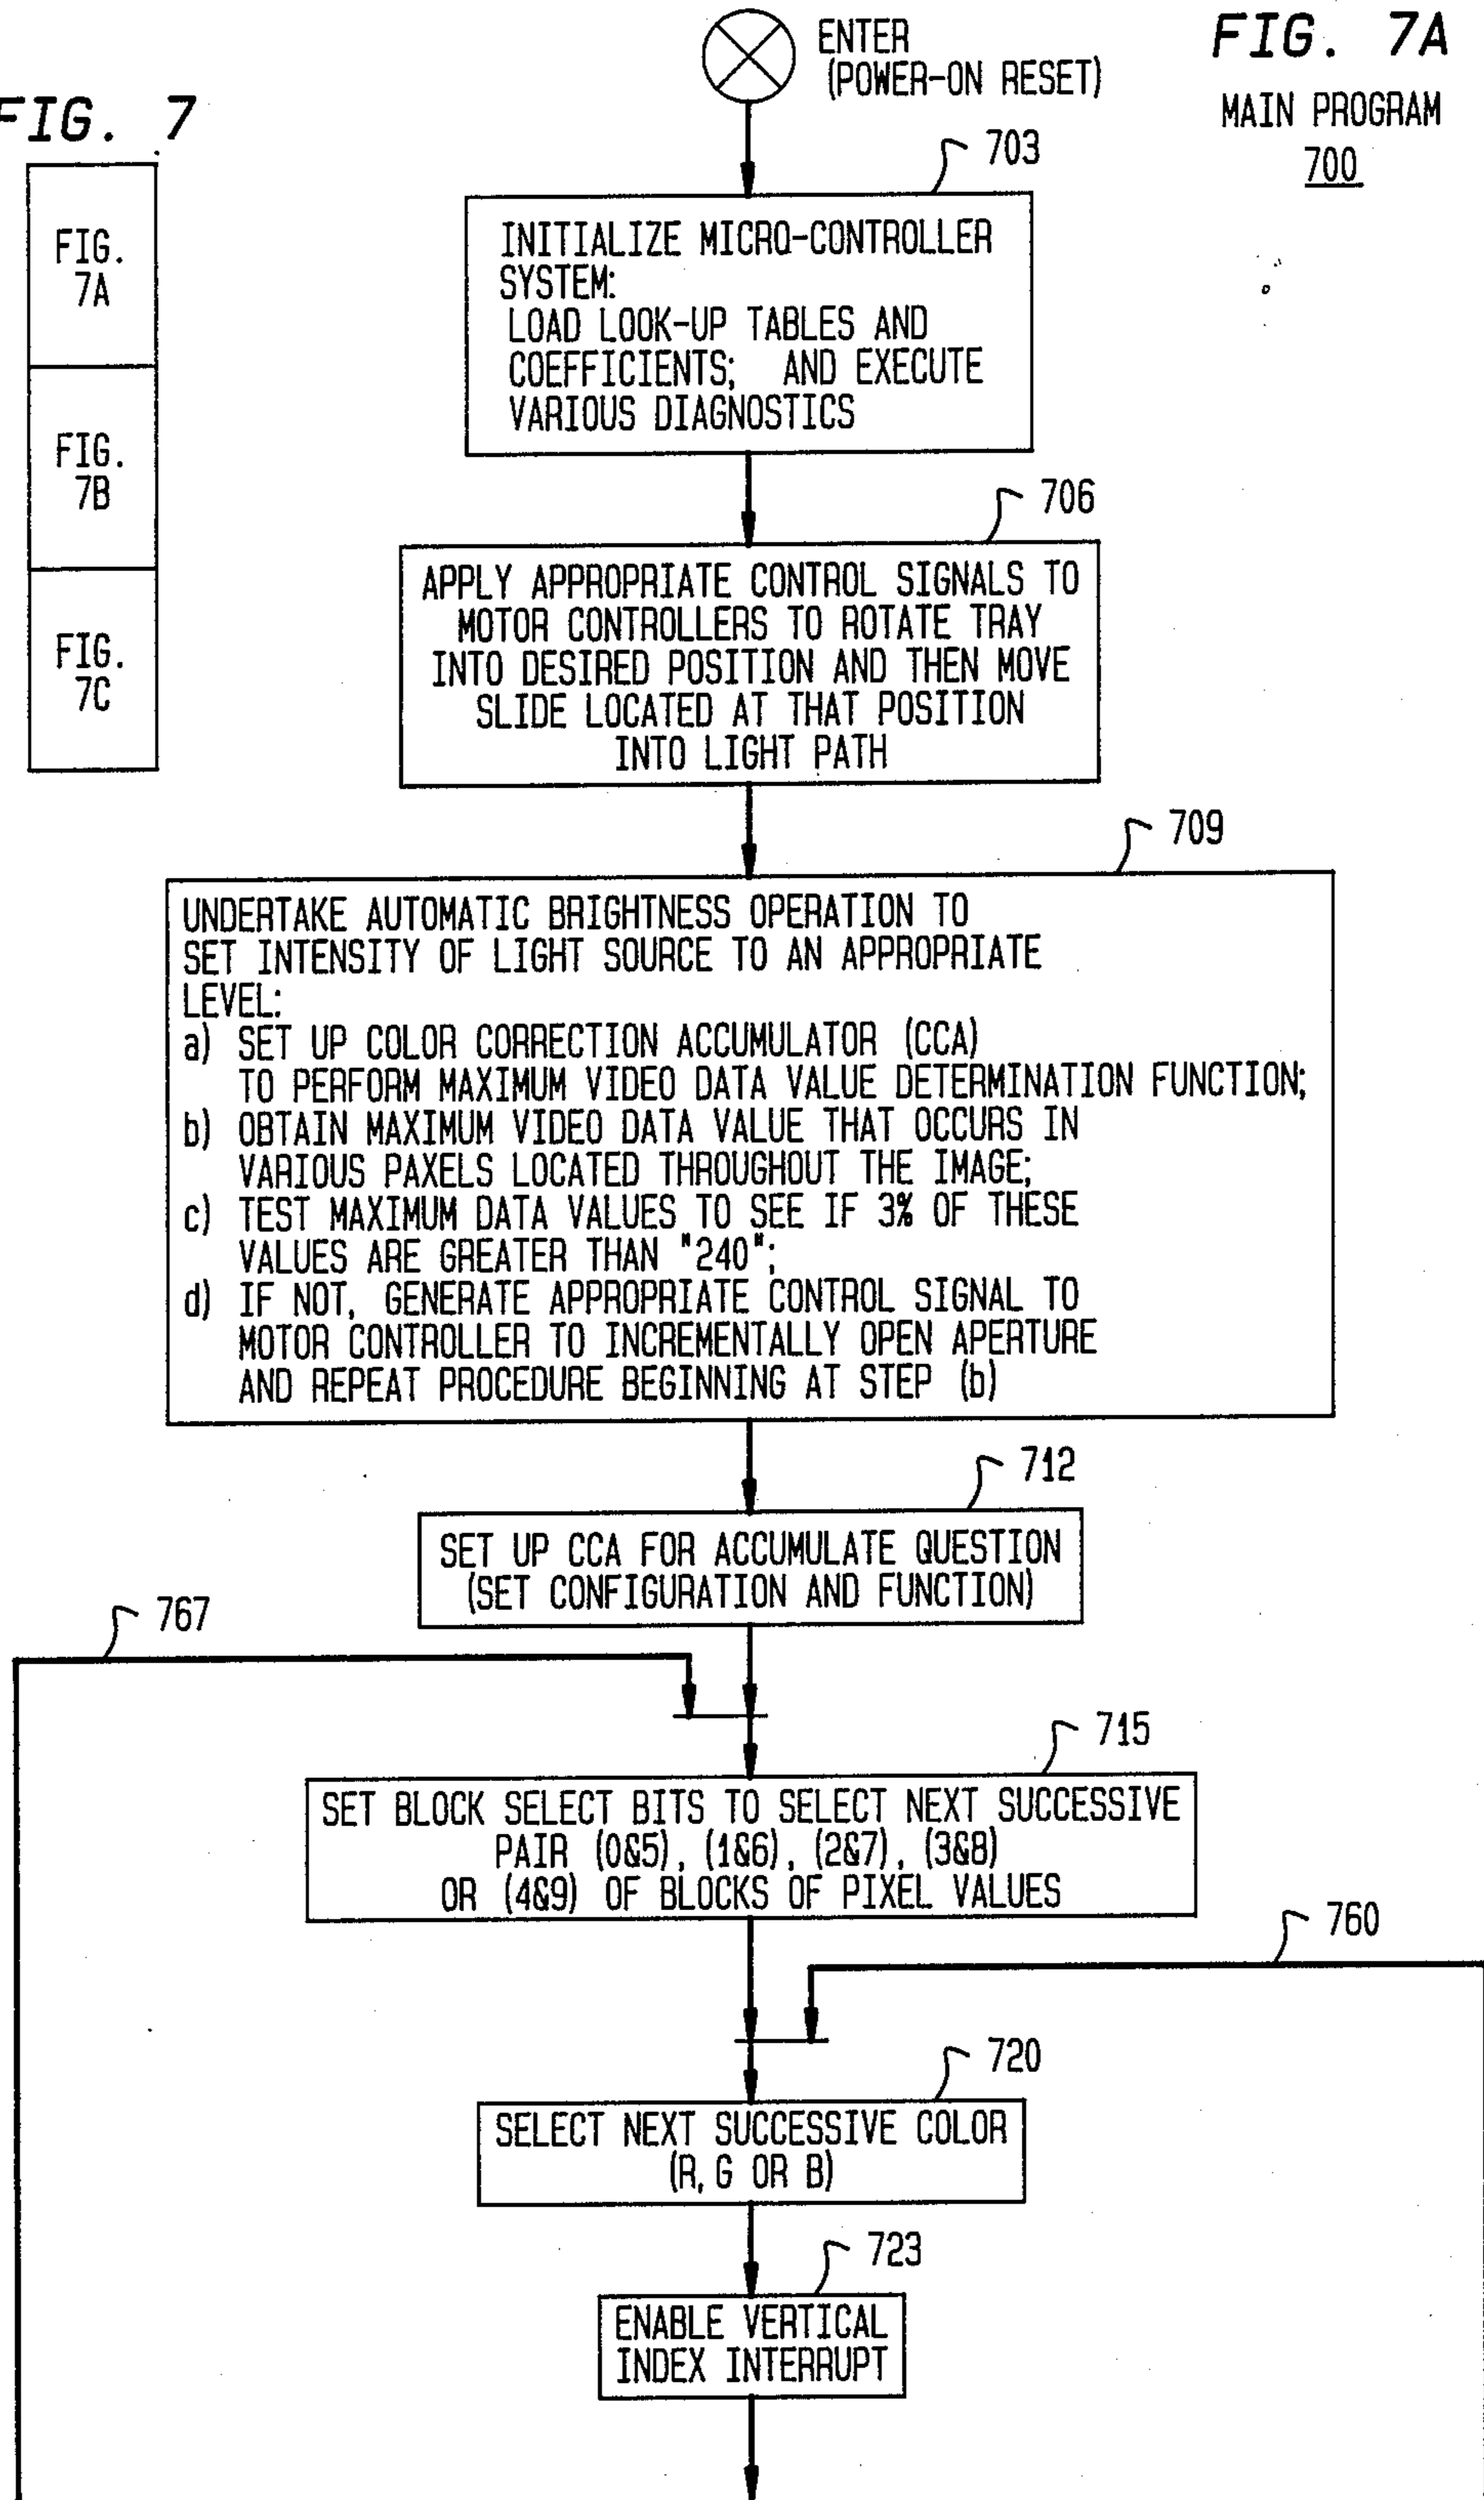 FIG. 7A
MAIN PROGRAM
700
FIG. 7
FIG.
7A
FIG.
7B
FIG.
7C
ENTER
(POWER-ON RESET)
703
INITIALIZE MICRO-CONTROLLER
SYSTEM:
LOAD LOOK-UP TABLES AND
COEFFICIENTS; AND EXECUTE
VARIOUS DIAGNOSTICS
706
APPLY APPROPRIATE CONTROL SIGNALS TO
MOTOR CONTROLLERS TO ROTATE TRAY
INTO DESIRED POSITION AND THEN MOVE
SLIDE LOCATED AT THAT POSITION
INTO LIGHT PATH
709
UNDERTAKE AUTOMATIC BRIGHTNESS OPERATION TO
SET INTENSITY OF LIGHT SOURCE TO AN APPROPRIATE
LEVEL:
a) SET UP COLOR CORRECTION ACCUMULATOR (CCA)
TO PERFORM MAXIMUM VIDEO DATA VALUE DETERMINATION FUNCTION;
b) OBTAIN MAXIMUM VIDEO DATA VALUE THAT OCCURS IN
VARIOUS PAXELS LOCATED THROUGHOUT THE IMAGE;
c) TEST MAXIMUM DATA VALUES TO SEE IF 3% OF THESE
VALUES ARE GREATER THAN "240";
d) IF NOT, GENERATE APPROPRIATE CONTROL SIGNAL TO
MOTOR CONTROLLER TO INCREMENTALLY OPEN APERTURE
AND REPEAT PROCEDURE BEGINNING AT STEP (b)
712
SET UP CCA FOR ACCUMULATE QUESTION
(SET CONFIGURATION AND FUNCTION)
767
715
SET BLOCK SELECT BITS TO SELECT NEXT SUCCESSIVE
PAIR (0&5), (1&6), (2&7), (3&8)
OR (4&9) OF BLOCKS OF PIXEL VALUES
760
720
SELECT NEXT SUCCESSIVE COLOR
(R, G OR B)
723
ENABLE VERTICAL
INDEX INTERRUPT